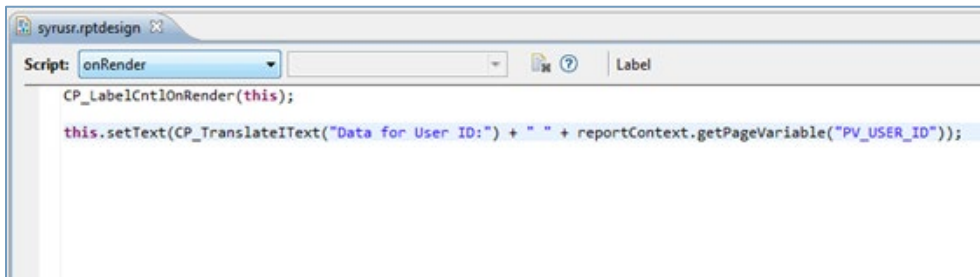 syrusr.rptdesign
Script: onRender Label
CP_LabelCntlOnRender(this);
this.setText(CP_TranslateIText("Data for User ID:") + " " + reportContext.getPageVariable("PV_USER_ID"));